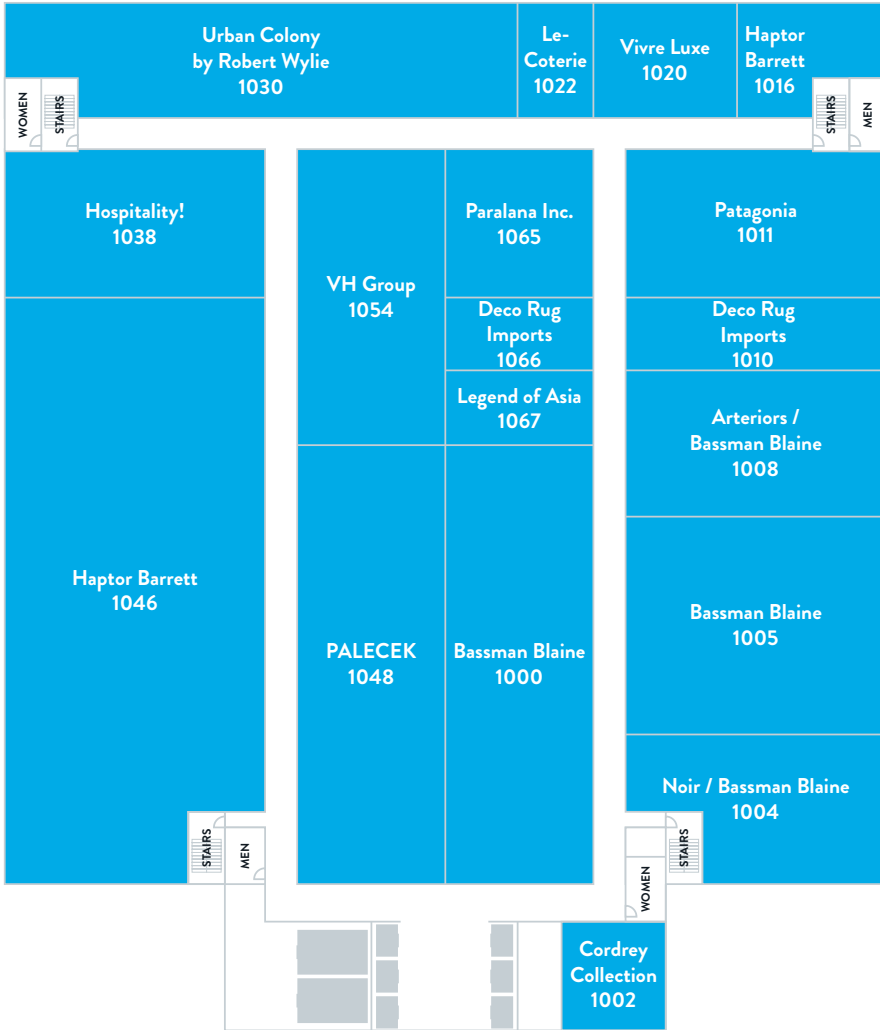 Urban Colony
by Robert Wylie
1030
Le-
Coterie
1022
Vivre Luxe
1020
Haptor
Barrett
1016
WOMEN
STAIRS
STAIRS
MEN
Hospitality!
1038
VH Group
1054
Paralana Inc.
1065
Patagonia
1011
Deco Rug
Imports
1066
Deco Rug
Imports
1010
Legend of Asia
1067
Arteriors /
Bassman Blaine
1008
Haptor Barrett
1046
PALECEK
1048
Bassman Blaine
1000
Bassman Blaine
1005
Noir / Bassman Blaine
1004
STAIRS
MEN
WOMEN
STAIRS
Cordrey
Collection
1002